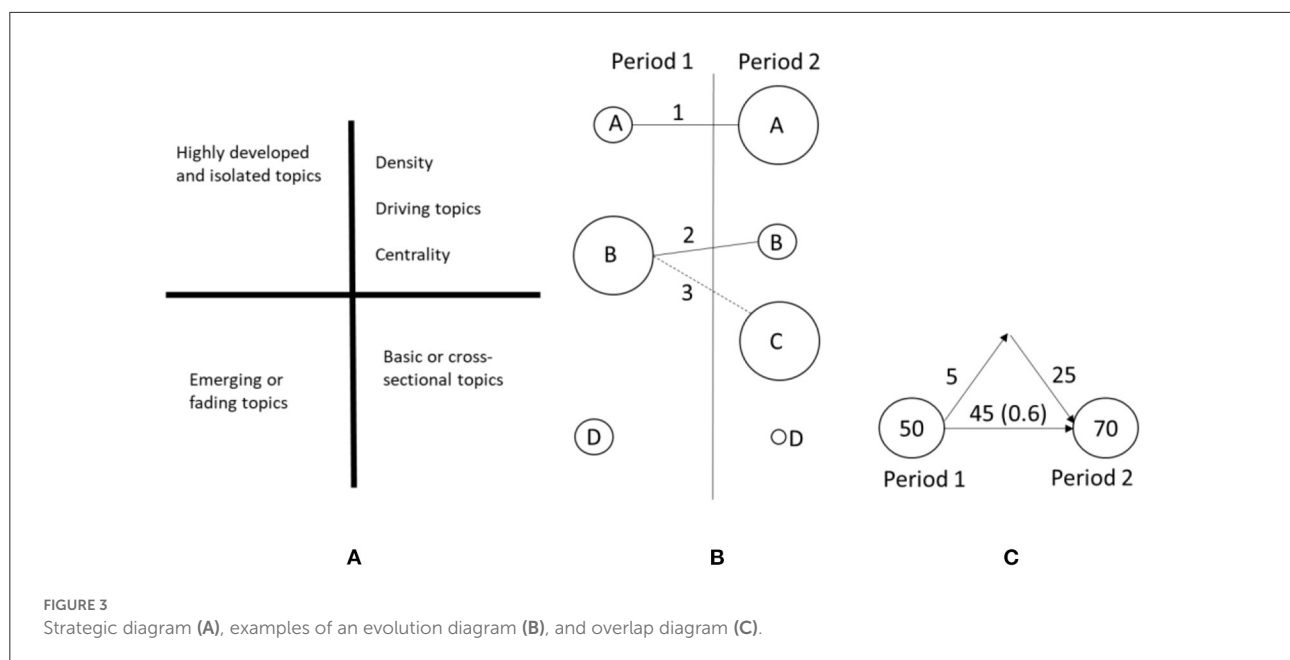 Highly developed
and isolated topics
Density
Driving topics
Centrality
Emerging or
fading topics
Basic or cross-
sectional topics
A
Period 1
Period 2
A
1
A
B
2
B
3
C
D
D
B
5
25
45 (0.6)
50
70
Period 1
Period 2
C
FIGURE 3
Strategic diagram (A), examples of an evolution diagram (B), and overlap diagram (C).